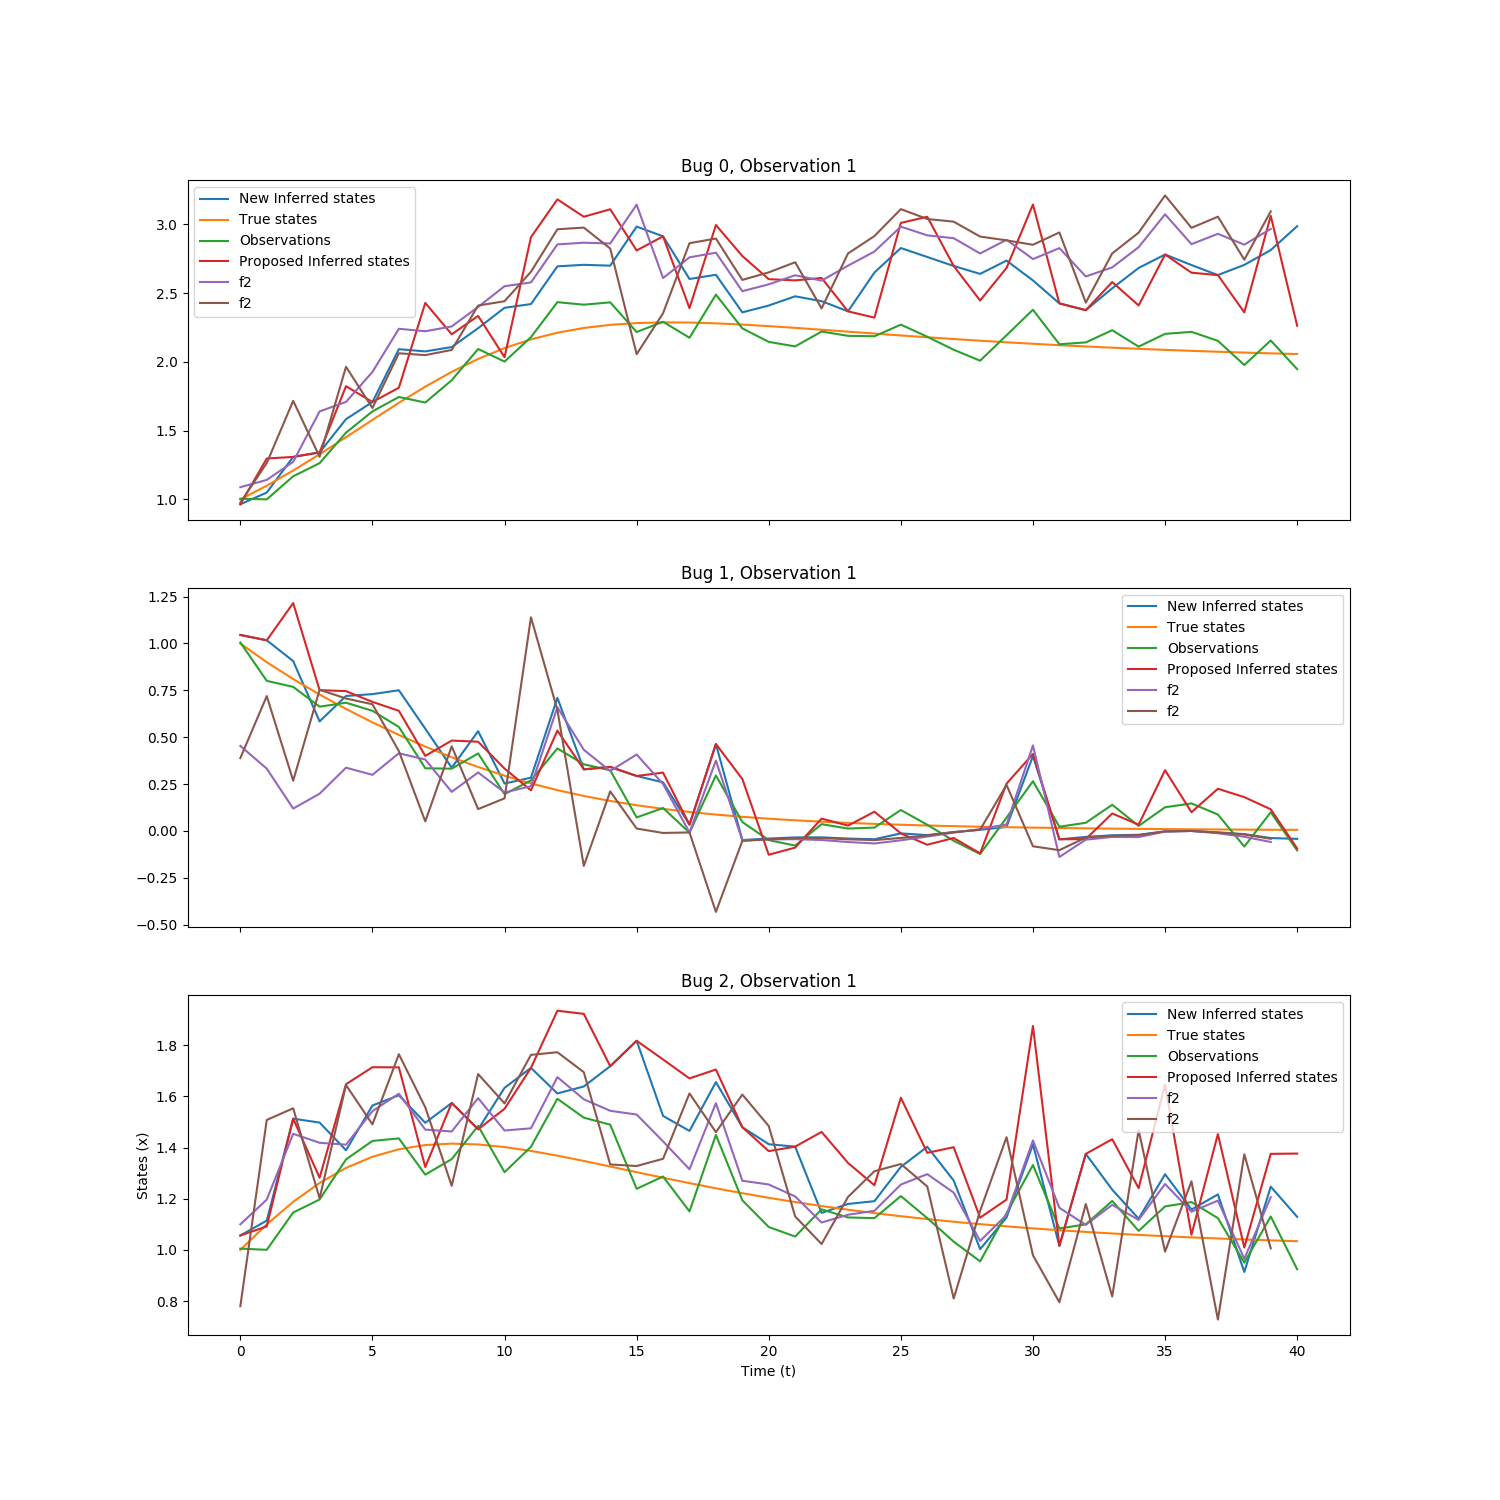 Bug 0, Observation 1
New Inferred states
True states
Observations
Proposed Inferred states
f2
f2
3.0
2.5
2.0
1.5
1.0
Bug 1, Observation 1
New Inferred states
True states
Observations
Proposed Inferred states
f2
f2
1.25
1.00
0.75
0.50
0.25
0.00
−0.25
−0.50
Bug 2, Observation 1
New Inferred states
True states
Observations
Proposed Inferred states
f2
f2
States (x)
1.8
1.6
1.4
1.2
1.0
0.8
0 5 10 15 20 25 30 35 40
Time (t)